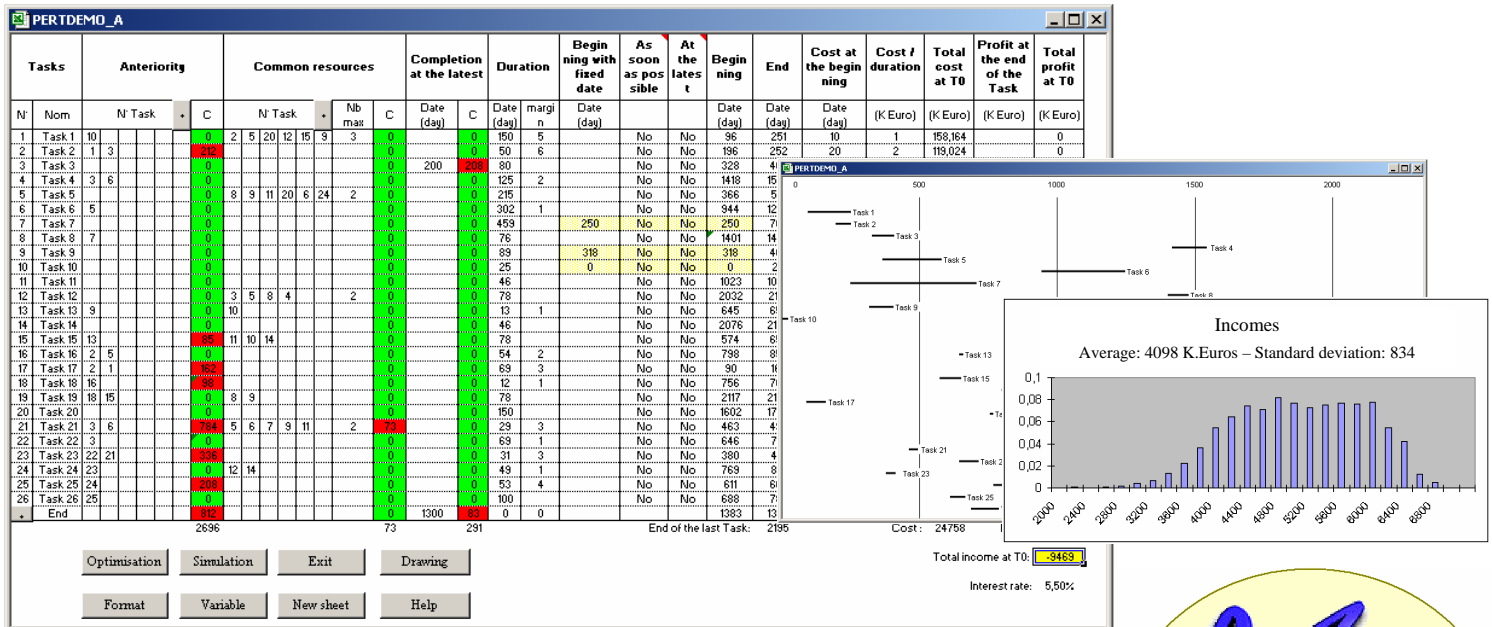 PERTDEMO_A
Tasks Anteriority Common resources Completion at the latest Duration Begin ning with fixed date As soon as pos sible At the lates t Begin ning End Cost at the begin ning Cost / duration Total cost at T0 Profit at the end of the Task Total profit at T0
N° Nom N° Task + C N° Task + Nb max C Date (day) C Date (day) margi n Date (day) Date (day) Date (day) (K Euro) (K Euro) (K Euro) (K Euro) (K Euro)
1 Task 1 10 0 2 5 20 12 15 9 3 0 0 150 5 No No 96 251 10 1 158,164 0
2 Task 2 1 3 212 0 0 50 6 No No 196 252 20 2 119,024 0
3 Task 3 0 0 200 208 80 No No 328
4 Task 4 3 6 0 0 0 125 2 No No 1418
5 Task 5 0 8 9 11 20 6 24 2 0 0 215 No No 366
6 Task 6 5 0 0 0 302 1 No No 944
7 Task 7 0 0 0 459 250 No No 250
8 Task 8 7 0 0 0 76 No No 1401
9 Task 9 0 0 0 89 318 No No 318
10 Task 10 0 0 0 25 0 No No 0
11 Task 11 0 0 0 46 No No 1023
12 Task 12 0 3 5 8 4 2 0 0 78 No No 2032
13 Task 13 9 0 10 0 0 13 1 No No 645
14 Task 14 0 0 0 46 No No 2076
15 Task 15 13 85 11 10 14 0 0 78 No No 574
16 Task 16 2 5 0 0 0 54 2 No No 798
17 Task 17 2 1 162 0 0 69 3 No No 90
18 Task 18 16 98 0 0 12 1 No No 756
19 Task 19 18 15 0 8 9 0 0 78 No No 2117
20 Task 20 0 0 0 150 No No 1602
21 Task 21 3 6 784 5 6 7 9 11 2 73 0 29 3 No No 463
22 Task 22 3 0 0 0 69 1 No No 646
23 Task 23 22 21 336 0 0 31 3 No No 380
24 Task 24 23 0 12 14 0 0 49 1 No No 769
25 Task 25 24 208 0 0 53 4 No No 611
26 Task 26 25 0 0 0 100 No No 688
+ End 812 0 1300 83 0 0 1383
2696 73 291 End of the last Task: 2195 Cost: 24758
Optimisation Simulation Exit Drawing
Format Variable New sheet Help
Total income at T0: -9469
Interest rate: 5,50%
PERTDEMO_A
0 500 1000 1500 2000
Task 1
Task 2
Task 3
Task 4
Task 5
Task 6
Task 7
Task 8
Task 9
Task 10
Task 13
Task 15
Task 17
Task 21
Task 23
Task 25
Incomes
Average: 4098 K.Euros – Standard deviation: 834
0,1
0,08
0,06
0,04
0,02
0
2000 2400 2800 3200 3600 4000 4400 4800 5200 5600 6000 6400 6800